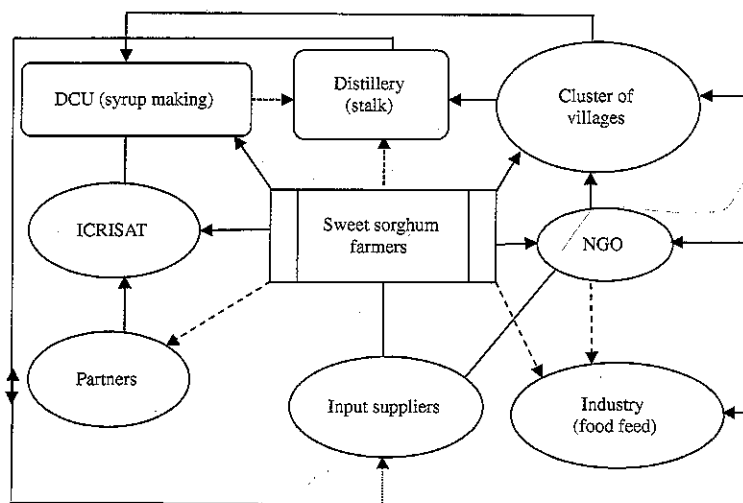 DCU (syrup making)
Distillery
(stalk)
Cluster of
villages
ICRISAT
Sweet sorghum
farmers
NGO
Partners
Input suppliers
Industry
(food feed)